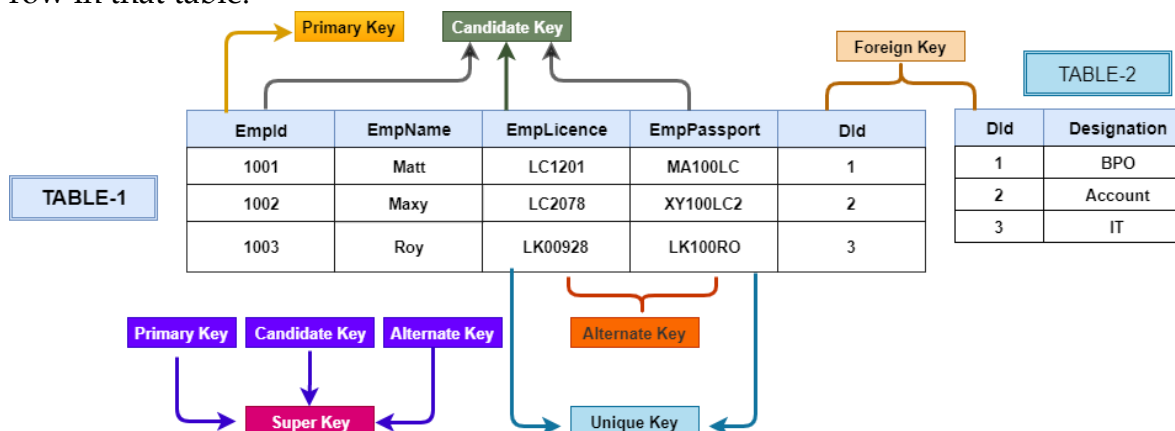 row in that table.
Primary Key
Candidate Key
Foreign Key
TABLE-2
EmpId EmpName EmpLicence EmpPassport DId
DId Designation
1001 Matt LC1201 MA100LC 1
1 BPO
TABLE-1
1002 Maxy LC2078 XY100LC2 2
2 Account
1003 Roy LK00928 LK100RO 3
3 IT
Primary Key Candidate Key Alternate Key
Alternate Key
Super Key
Unique Key